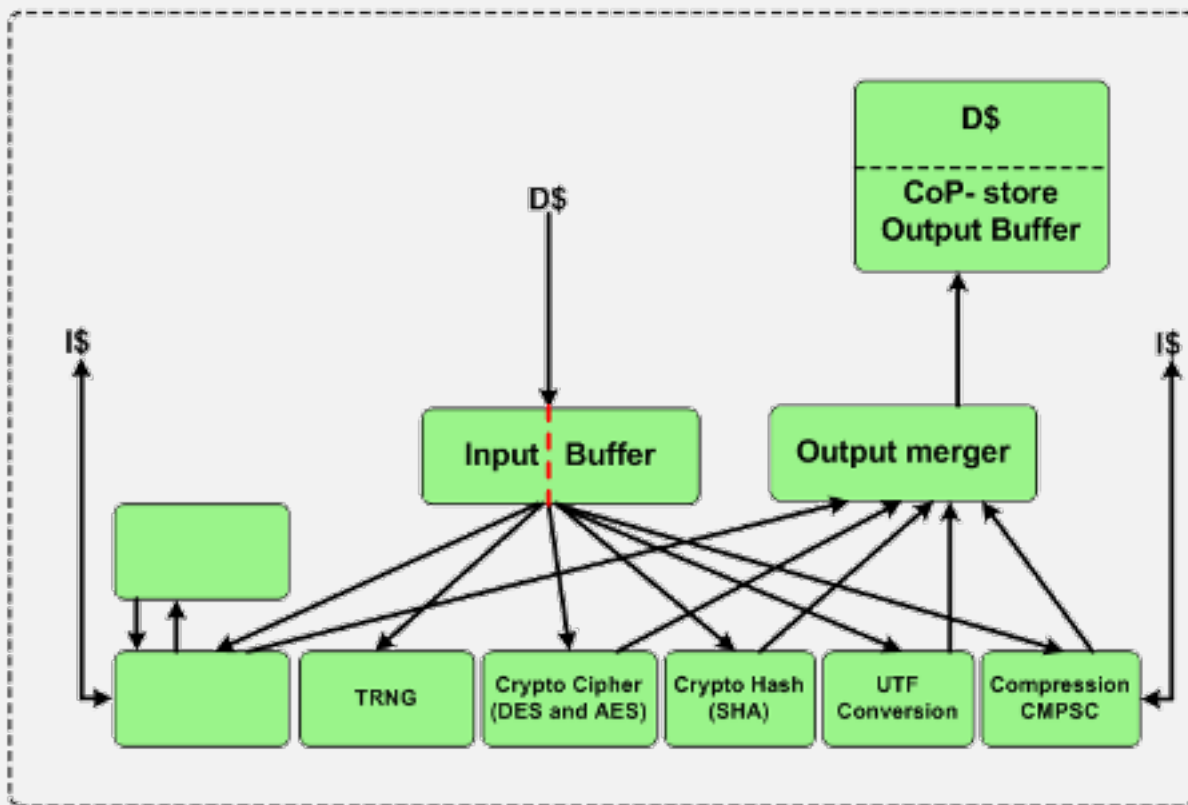 D$
CoP- store
Output Buffer
D$
I$
I$
Input Buffer
Output merger
TRNG
Crypto Cipher
(DES and AES)
Crypto Hash
(SHA)
UTF
Conversion
Compression
CMPSC